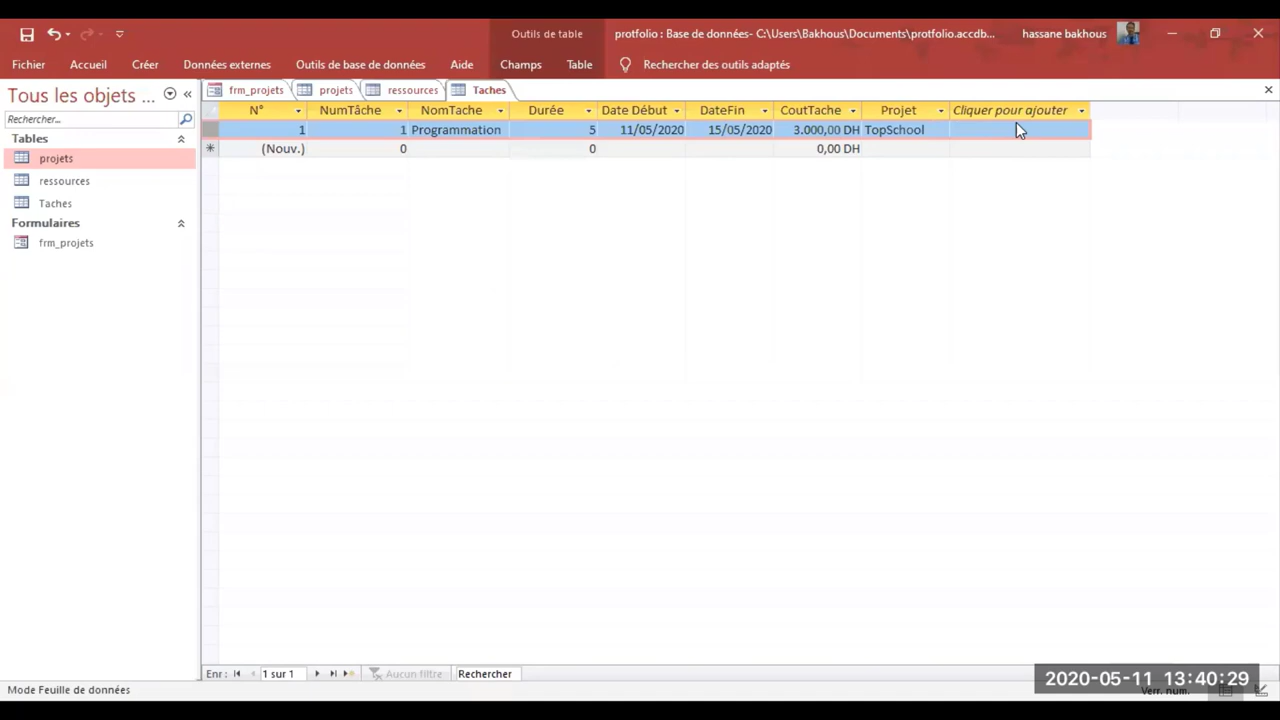 Outils de table
protfolio : Base de données- C:\Users\Bakhous\Documents\protfolio.accdb...
hassane bakhous
Fichier Accueil Créer Données externes Outils de base de données Aide Champs Table Rechercher des outils adaptés
Tous les objets ...
frm_projets projets ressources Taches
Rechercher...
N° NumTâche NomTache Durée Date Début DateFin CoutTache Projet Cliquer pour ajouter
1 1 Programmation 5 11/05/2020 15/05/2020 3.000,00 DH TopSchool
(Nouv.) 0 0 0,00 DH
Tables
projets
ressources
Taches
Formulaires
frm_projets
Enr : 1 sur 1 Aucun filtre Rechercher
Mode Feuille de données
Verr. num.
2020-05-11 13:40:29